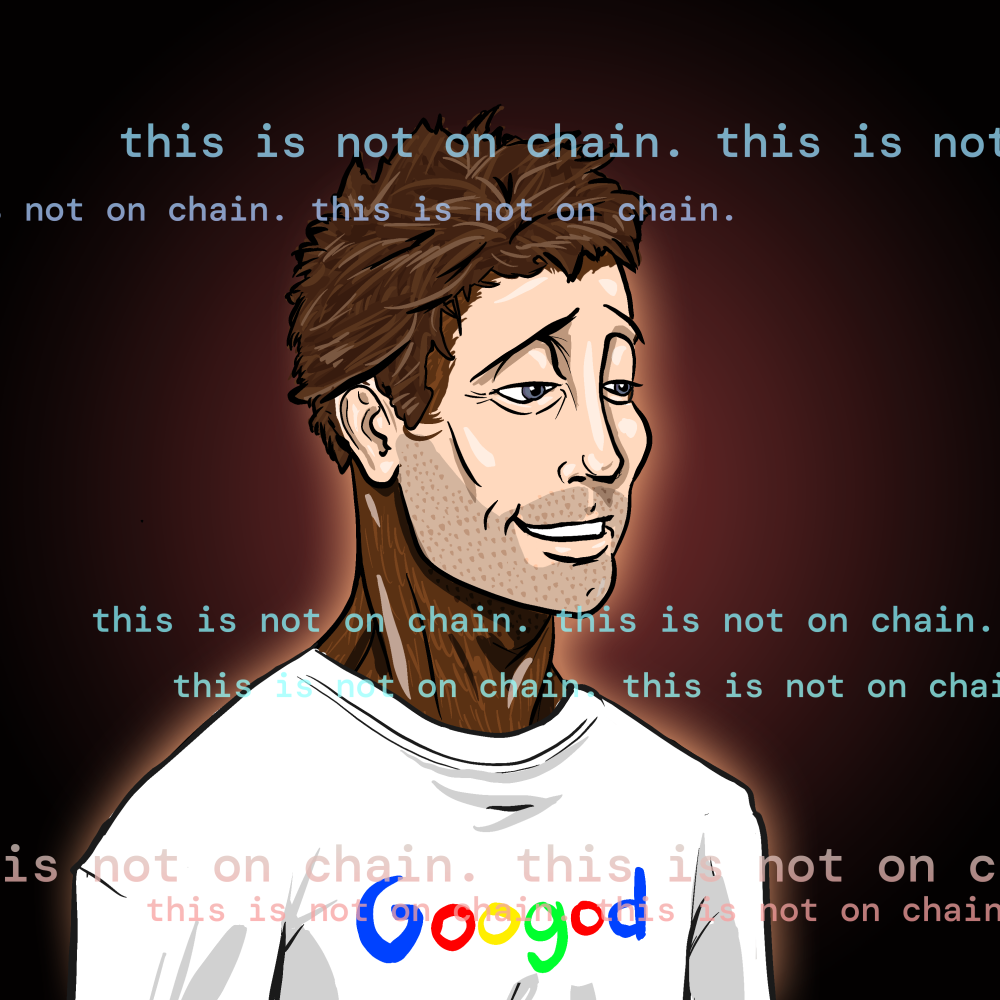 this is not on chain. this is not
not on chain. this is not on chain.
this is not on chain. this is not on chain.
this is not on chain. this is not on chai
is not on chain. this is not on c
this is not on chain. this is not on chain
Googod